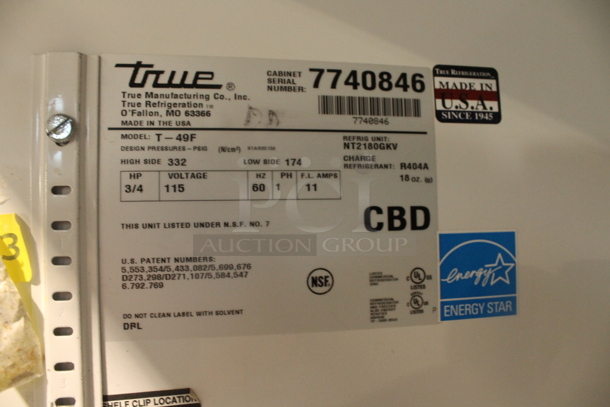 True ®
CABINET SERIAL NUMBER: 7740846
True Manufacturing Co., Inc.
True Refrigeration ™
O'Fallon, MO 63366
MADE IN THE USA
7740846
TRUE REFRIGERATION
MADE IN
U.S.A.
SINCE 1945
MODEL: T-49F
REFRIG UNIT: NT2180GKV
DESIGN PRESSURES-PSIG (N/cm²)
HIGH SIDE 332 LOW SIDE 174
CHARGE
REFRIGERANT: R404A
18 oz. (g)
HP VOLTAGE HZ PH F.L. AMPS
3/4 115 60 1 11
PCI
AUCTION GROUP
THIS UNIT LISTED UNDER N.S.F. NO. 7
CBD
U.S. PATENT NUMBERS:
5,553,354/5,433,082/5,699,676
D273,298/D271,107/5,584,547
6.792.769
NSF.
LISTED
LISTED
energy
ENERGY STAR
DO NOT CLEAN LABEL WITH SOLVENT
DRL
3
SHELF CLIP LOCATION